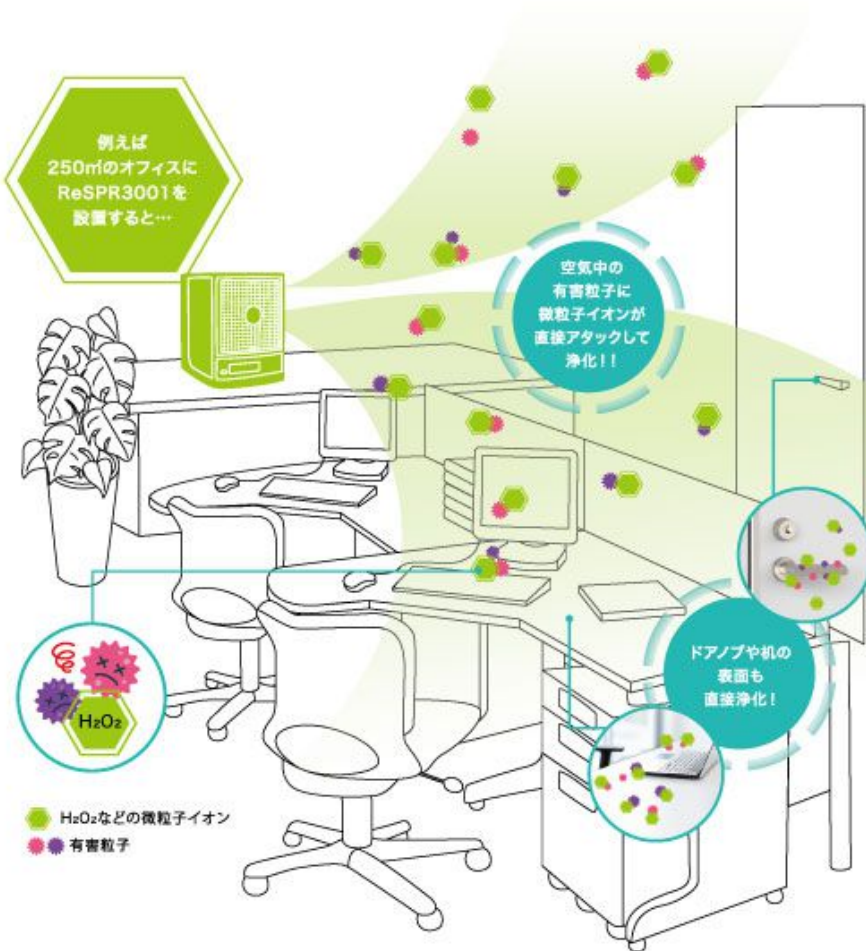 例えば
250㎡のオフィスに
ReSPR3001を
設置すると…
空気中の
有害粒子に
微粒子イオンが
直接アタックして
浄化!!
ドアノブや机の
表面も
直接浄化!
H₂O₂
H₂O₂などの微粒子イオン
有害粒子